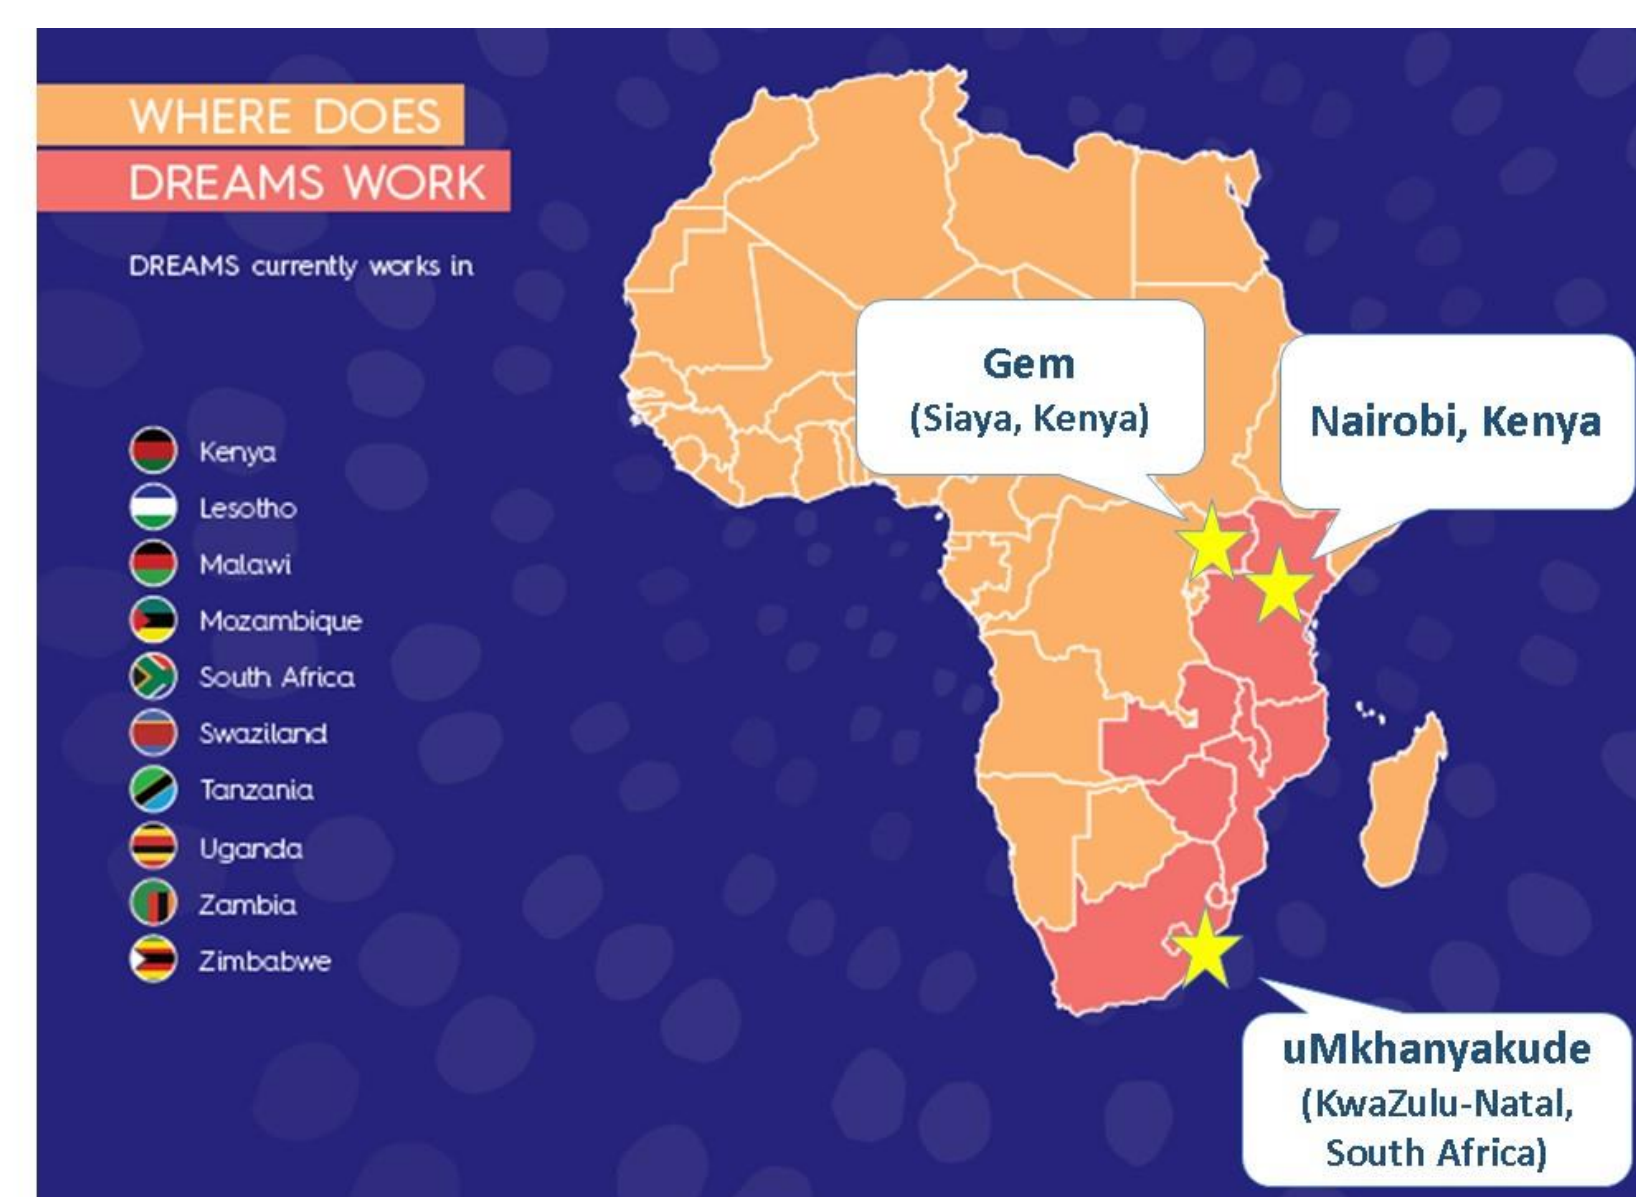 WHERE DOES
DREAMS WORK
DREAMS currently works in
Kenya
Lesotho
Malawi
Mozambique
South Africa
Swaziland
Tanzania
Uganda
Zambia
Zimbabwe
Gem
(Siaya, Kenya)
Nairobi, Kenya
uMkhanyakude
(KwaZulu-Natal,
South Africa)